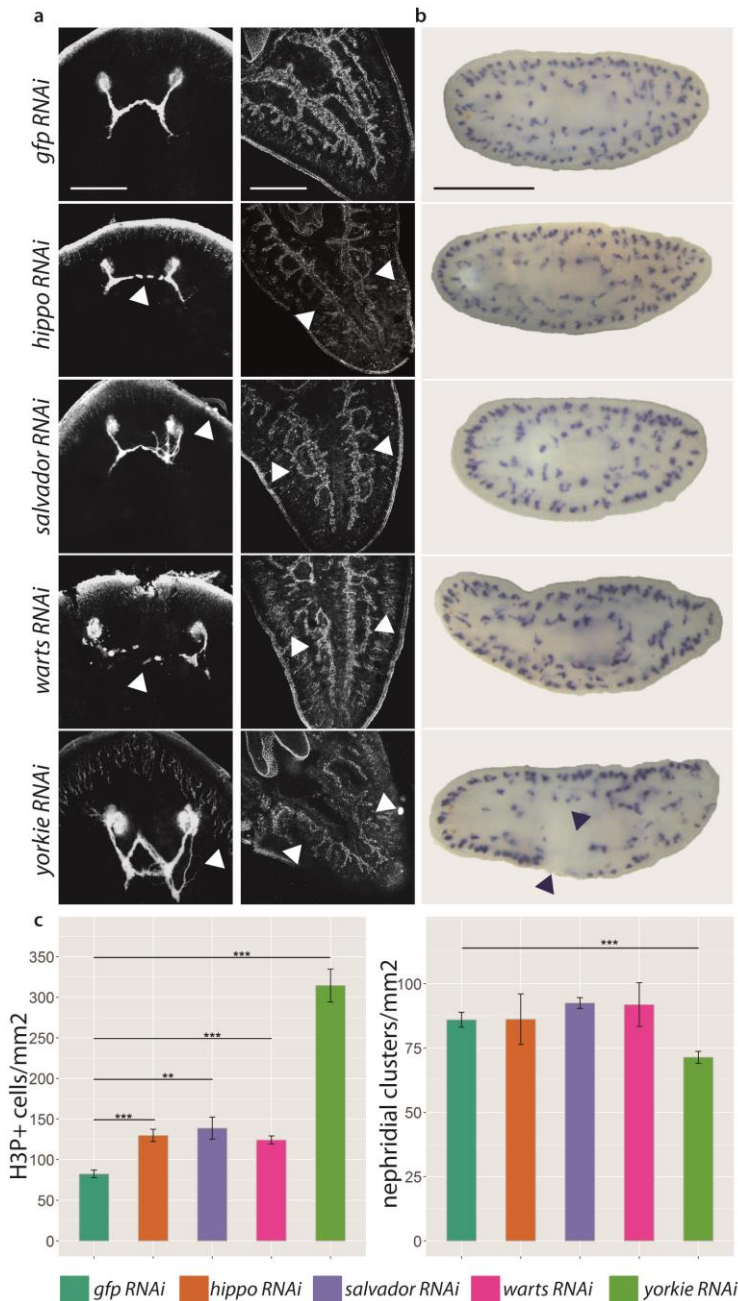 a
b
gfp RNAi
hippo RNAi
salvador RNAi
warts RNAi
yorkie RNAi
c
H3P+ cells/mm2
350
300
250
200
150
100
50
0
***
***
**
***
nephridial clusters/mm2
100
75
50
25
0
***
gfp RNAi hippo RNAi salvador RNAi warts RNAi yorkie RNAi